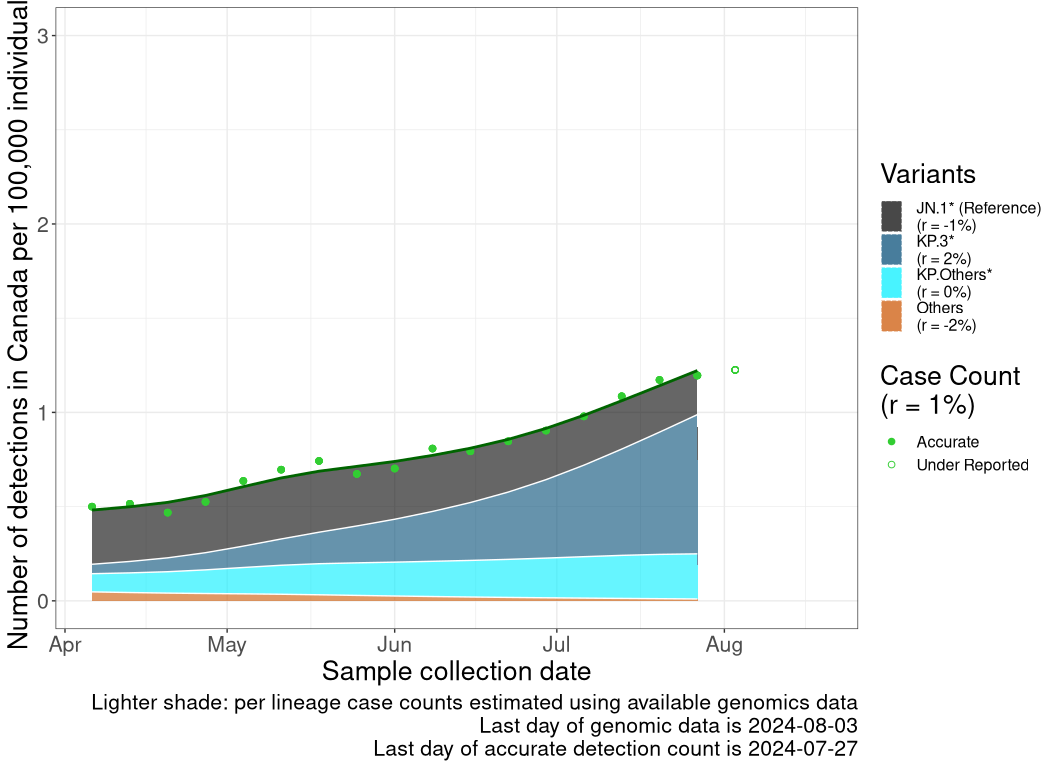 Number of detections in Canada per 100,000 individual
3
2
1
0
Apr
May
Jun
Jul
Aug
Sample collection date
Lighter shade: per lineage case counts estimated using available genomics data
Last day of genomic data is 2024-08-03
Last day of accurate detection count is 2024-07-27
Variants
JN.1* (Reference)
(r = -1%)
KP.3*
(r = 2%)
KP.Others*
(r = 0%)
Others
(r = -2%)
Case Count
(r = 1%)
Accurate
Under Reported